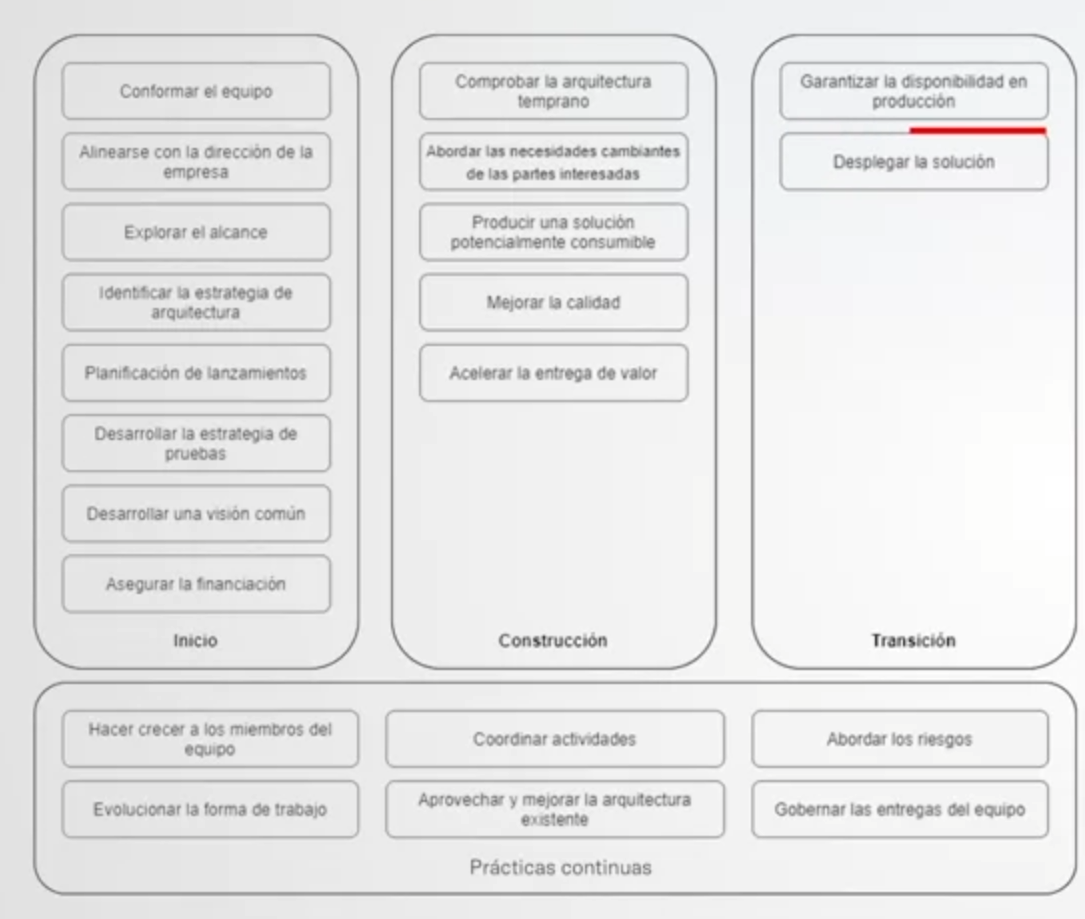 Conformar el equipo
Alinearse con la dirección de la
empresa
Explorar el alcance
Identificar la estrategia de
arquitectura
Planificación de lanzamientos
Desarrollar la estrategia de
pruebas
Desarrollar una visión común
Asegurar la financiación
Inicio
Comprobar la arquitectura
temprano
Abordar las necesidades cambiantes
de las partes interesadas
Producir una solución
potencialmente consumible
Mejorar la calidad
Acelerar la entrega de valor
Construcción
Garantizar la disponibilidad en
producción
Desplegar la solución
Transición
Hacer crecer a los miembros del
equipo
Coordinar actividades
Abordar los riesgos
Evolucionar la forma de trabajo
Aprovechar y mejorar la arquitectura
existente
Gobernar las entregas del equipo
Prácticas continuas